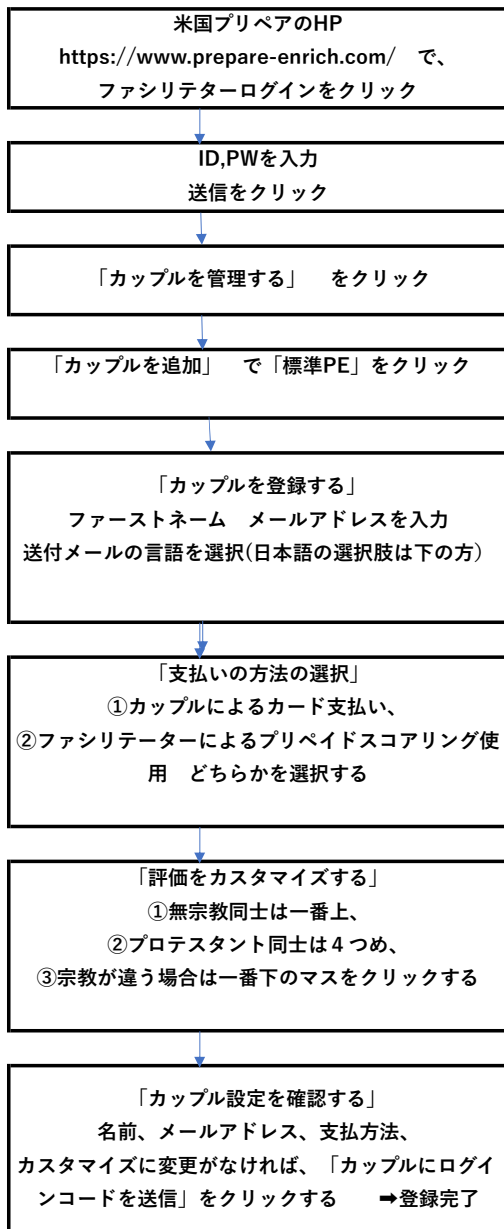 米国プリペアのHP
https://www.prepare-enrich.com/　で、
ファシリテターログインをクリック
ID,PWを入力
送信をクリック
「カップルを管理する」　をクリック
「カップルを追加」　で「標準PE」をクリック
「カップルを登録する」
ファーストネーム　メールアドレスを入力
送付メールの言語を選択(日本語の選択肢は下の方）
「支払いの方法の選択」
①カップルによるカード支払い、
②ファシリテーターによるプリペイドスコアリング使
用　どちらかを選択する
「評価をカスタマイズする」
①無宗教同士は一番上、
②プロテスタント同士は４つめ、
③宗教が違う場合は一番下のマスをクリックする
「カップル設定を確認する」
名前、メールアドレス、支払方法、
カスタマイズに変更がなければ、「カップルにログイ
ンコードを送信」をクリックする　➡登録完了